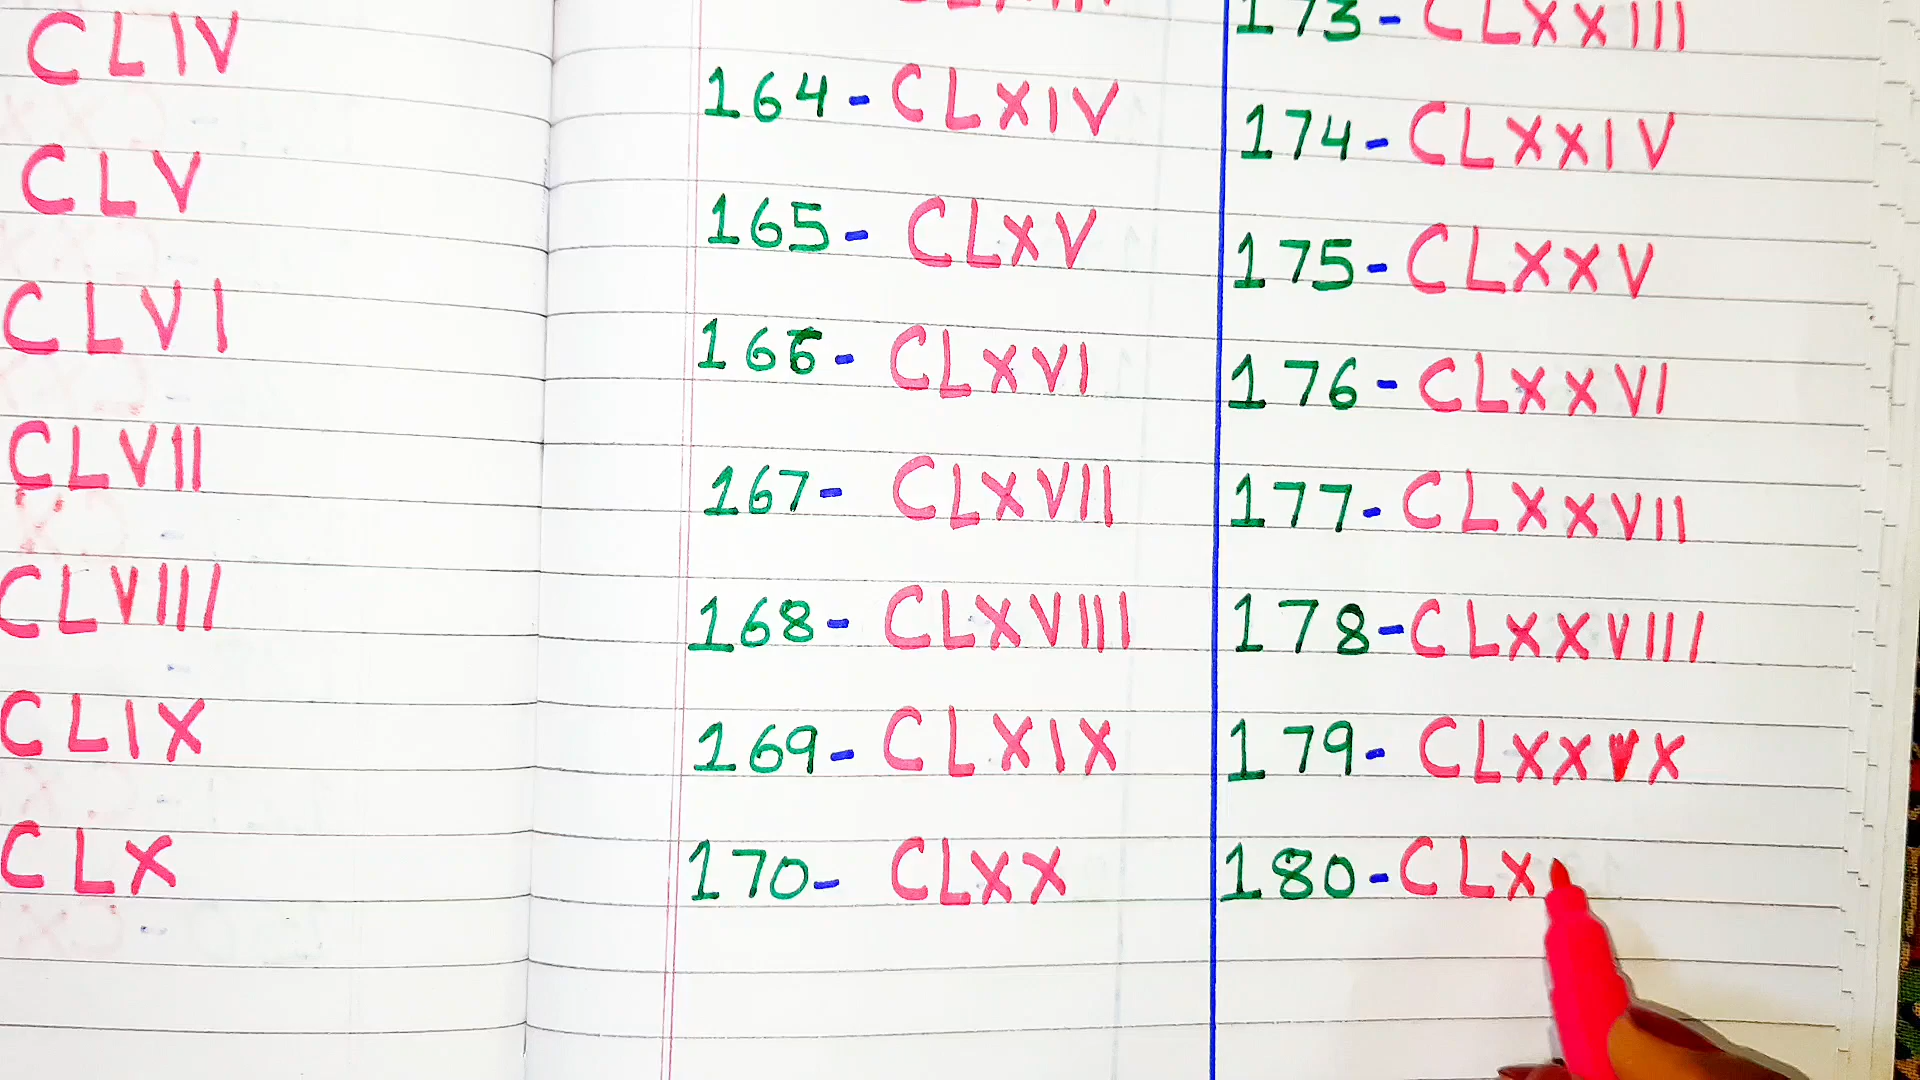 CLIV
CLV
CLVI
CLVII
CLVIII
CLIX
CLX
164 - CLXIV
165 - CLXV
166 - CLXVI
167 - CLXVII
168 - CLXVIII
169 - CLXIX
170 - CLXX
173 - CLXXIII
174 - CLXXIV
175 - CLXXV
176 - CLXXVI
177 - CLXXVII
178 - CLXXVIII
179 - CLXXVX
180 - CLX